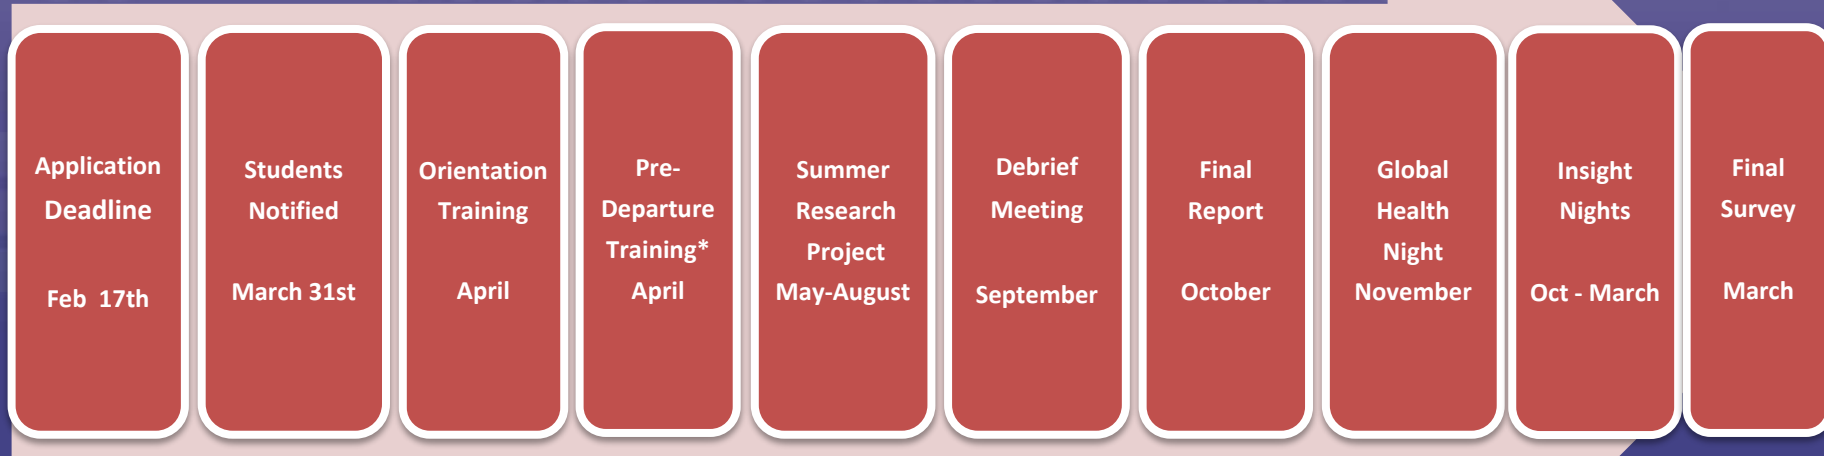 Application
Deadline
Feb 17th
Students
Notified
March 31st
Orientation
Training
April
Pre-
Departure
Training*
April
Summer
Research
Project
May-August
Debrief
Meeting
September
Final
Report
October
Global
Health
Night
November
Insight
Nights
Oct - March
Final
Survey
March